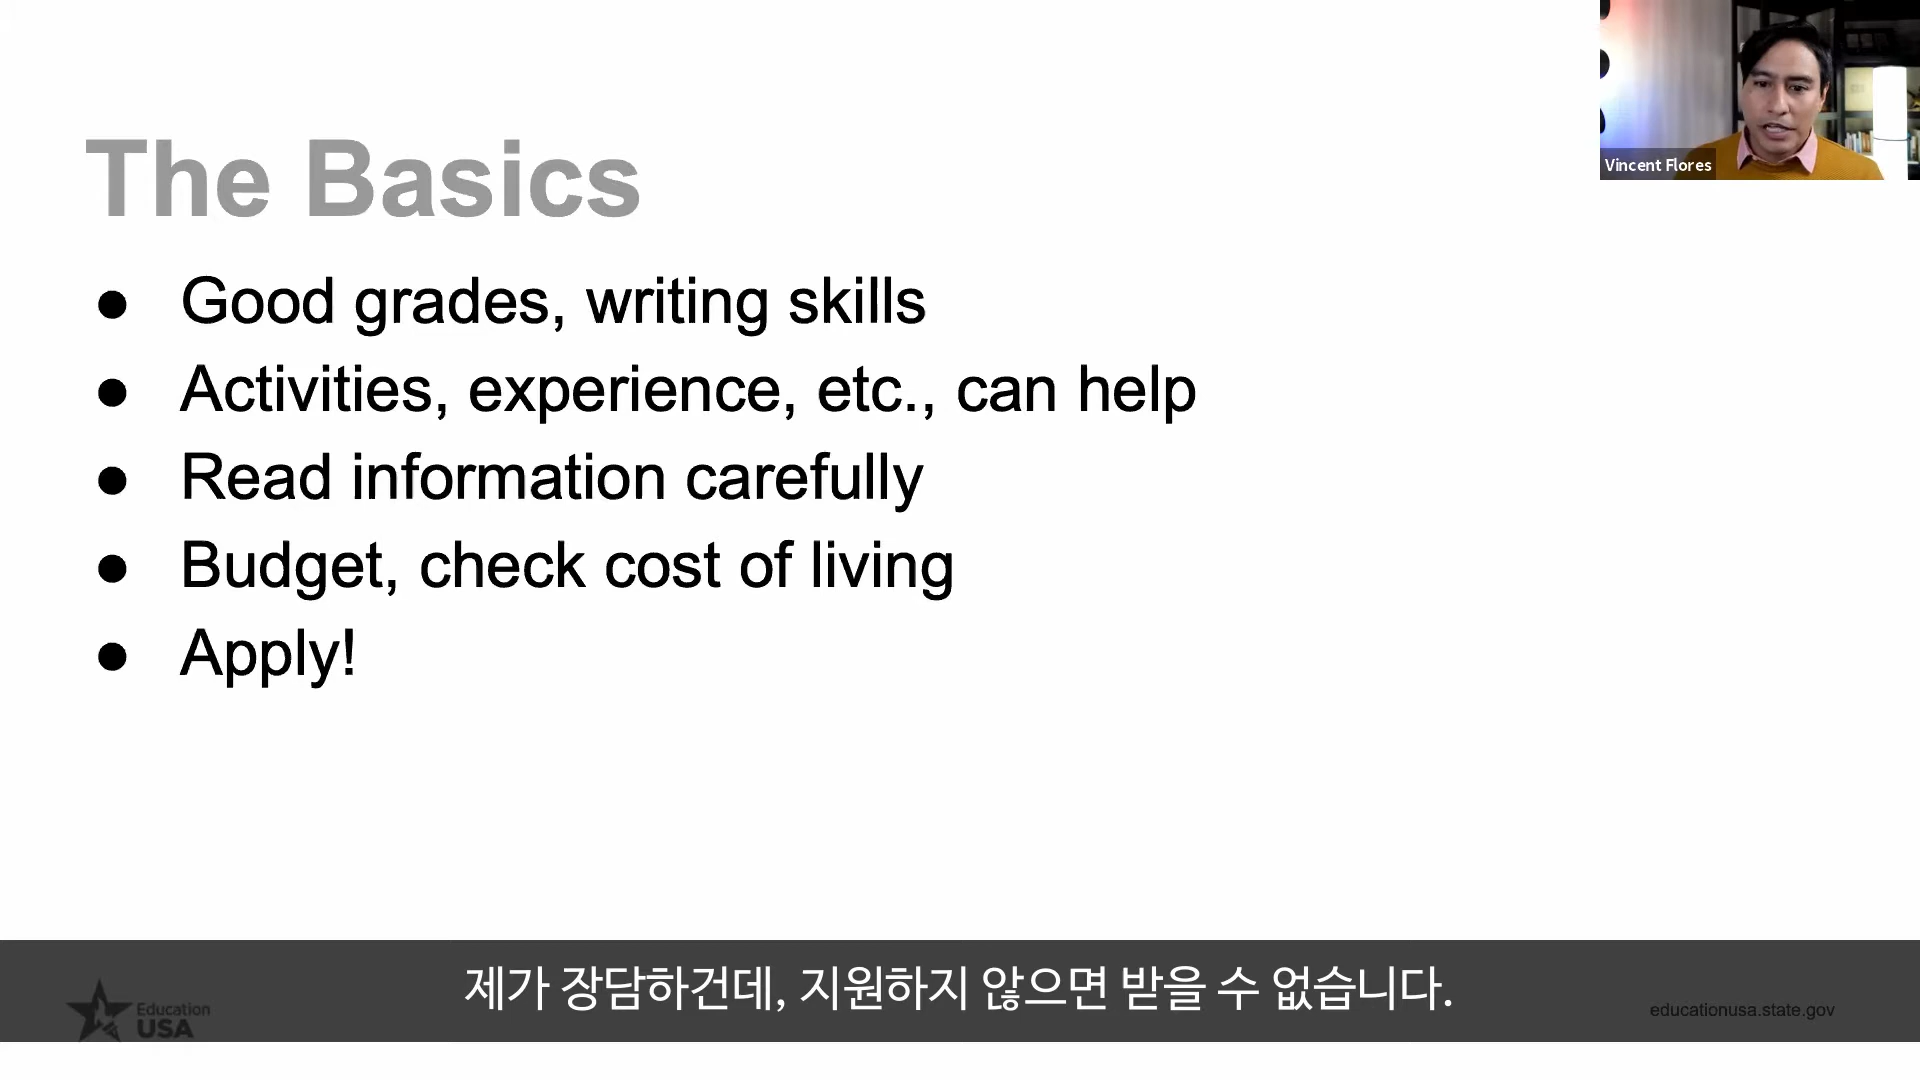 Vincent Flores
The Basics
● Good grades, writing skills
● Activities, experience, etc., can help
● Read information carefully
● Budget, check cost of living
● Apply!
제가 장담하건데, 지원하지 않으면 받을 수 없습니다.
Education
USA
educationusa.state.gov